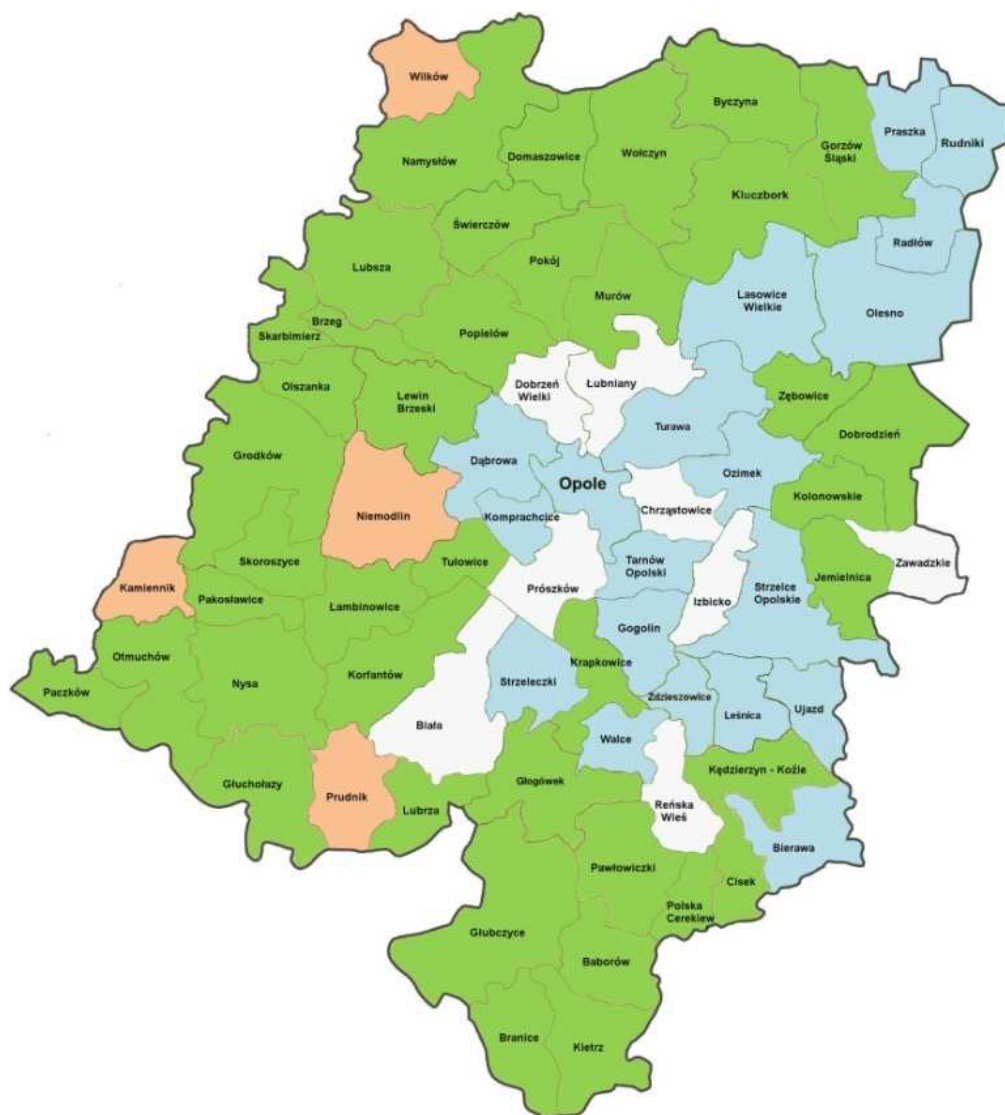 Wilków
Byczyna
Praszka
Rudniki
Namysłów
Domaszowice
Wołczyn
Gorzów
Śląski
Kluczbork
Świerczów
Radłów
Lubsza
Pokój
Murów
Lasowice
Wielkie
Olesno
Brzeg
Skarbimierz
Popielów
Olszanka
Lewin
Brzeski
Dobrzeń
Wielki
Łubniany
Zębowice
Turawa
Dobrodzień
Grodków
Dąbrowa
Ozimek
Opole
Kolonowskie
Niemodlin
Komprachcice
Chrząstowice
Skoroszyce
Tułowice
Tarnów
Opolski
Zawadzkie
Kamiennik
Prószków
Izbicko
Strzelce
Opolskie
Jemielnica
Pakosławice
Lambinowice
Gogolin
Otmuchów
Korfantów
Krapkowice
Nysa
Strzeleczki
Paczków
Zdzieszowice
Leśnica
Ujazd
Biała
Walce
Głuchołazy
Głogówek
Kędzierzyn - Koźle
Prudnik
Lubrza
Reńska
Wieś
Bierawa
Pawłowiczki
Cisek
Polska
Cerekiew
Głubczyce
Baborów
Branice
Kietrz